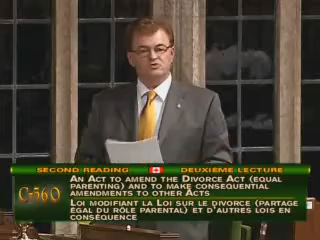 SECOND READING DEUXIÈME LECTURE
C-560
AN ACT TO AMEND THE DIVORCE ACT (EQUAL
PARENTING) AND TO MAKE CONSEQUENTIAL
AMENDMENTS TO OTHER ACTS
LOI MODIFIANT LA LOI SUR LE DIVORCE (PARTAGE
ÉGAL DU RÔLE PARENTAL) ET D'AUTRES LOIS EN
CONSÉQUENCE